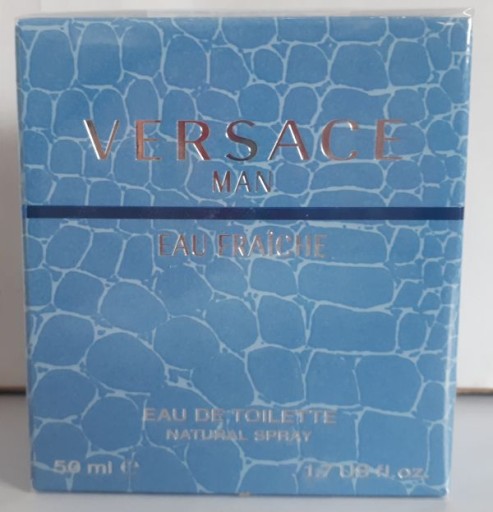 VERSACE
MAN
EAU FRAÎCHE
EAU DE TOILETTE
NATURAL SPRAY
50 ml ℮ 1.7 US fl. oz.